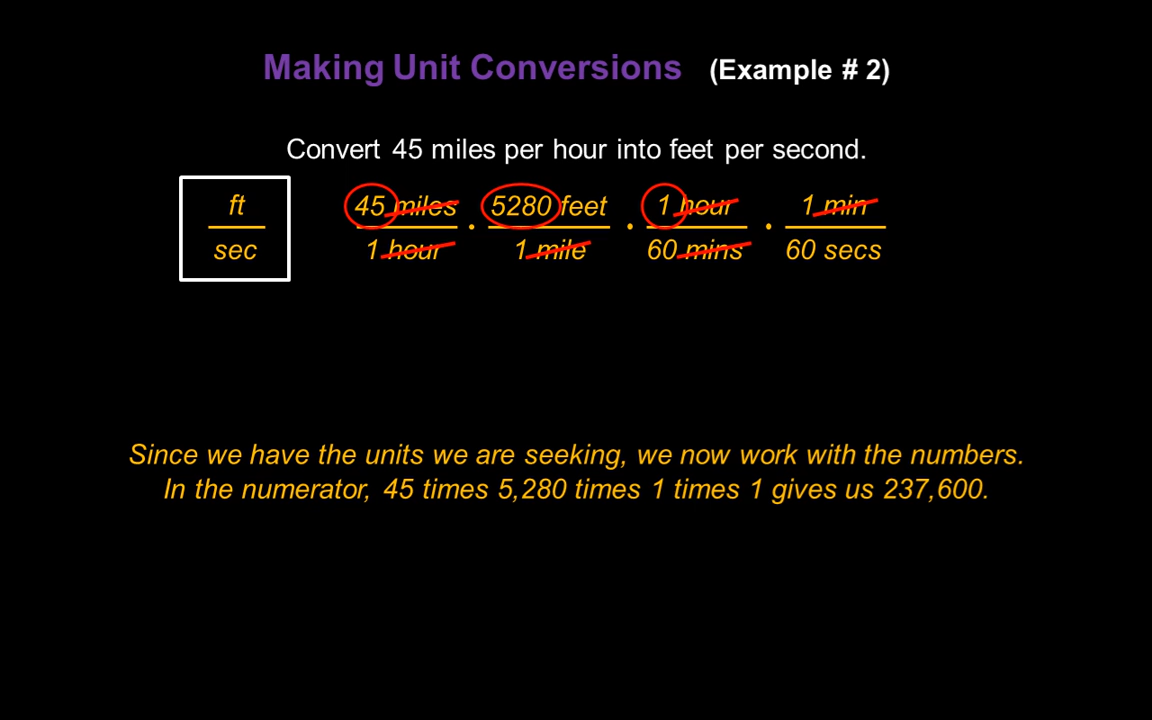 Making Unit Conversions (Example # 2)
Convert 45 miles per hour into feet per second.
ft 45 miles 5280 feet 1 hour 1 min
sec 1 hour 1 mile 60 mins 60 secs
Since we have the units we are seeking, we now work with the numbers.
In the numerator, 45 times 5,280 times 1 times 1 gives us 237,600.